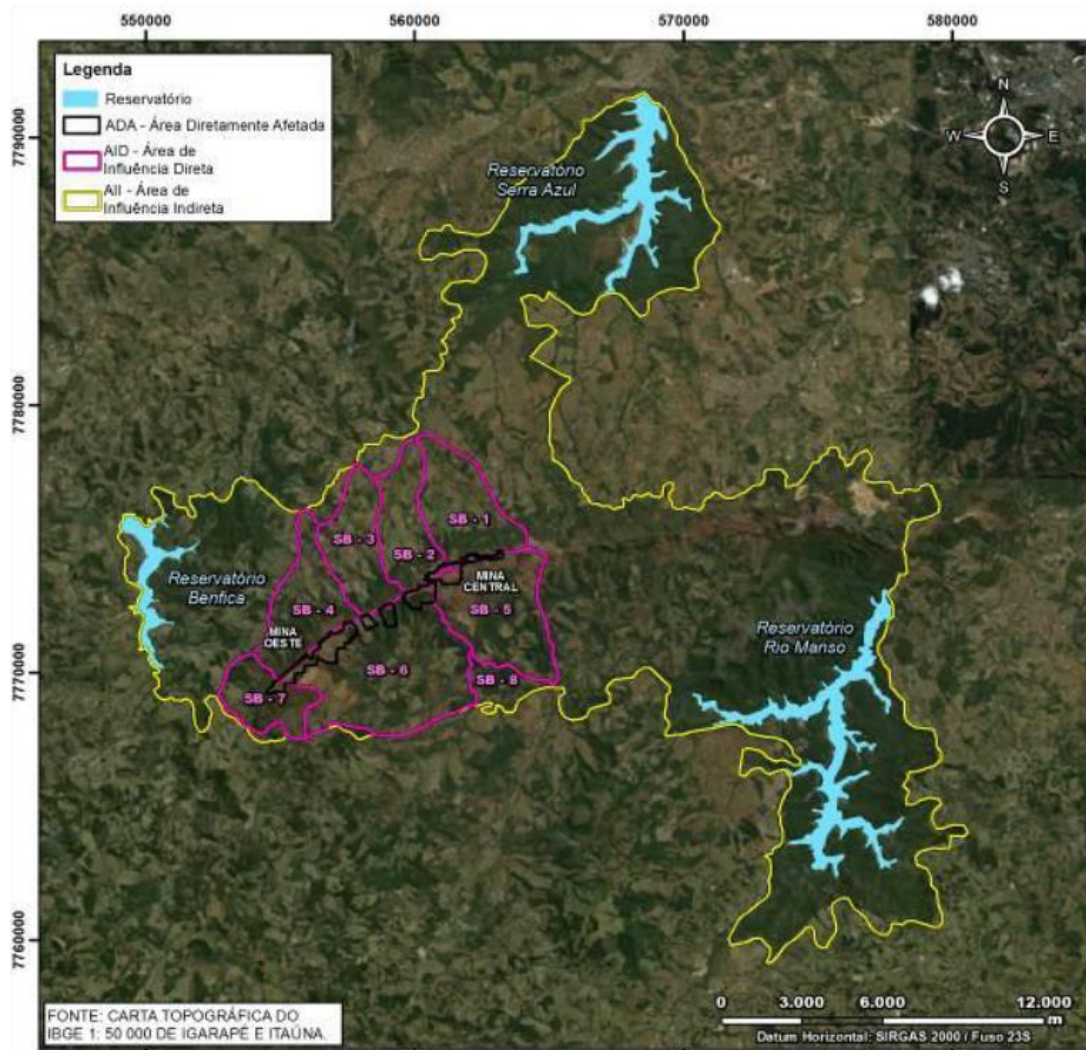 550000
560000
570000
580000
Legenda
Reservatório
ADA - Área Diretamente Afetada
AID - Área de
Influência Direta
AII - Área de
Influência Indireta
N
W
E
S
7790000
7780000
7770000
7760000
Reservatório
Serra Azul
SB - 1
SB - 3
SB - 2
MINA
CENTRAL
Reservatório
Benfica
SB - 4
SB - 5
MINA
OESTE
Reservatório
Rio Manso
SB - 6
SB - 8
SB - 7
0
3.000
6.000
12.000
m
Datum Horizontal: SIRGAS 2000 / Fuso 23S
FONTE: CARTA TOPOGRÁFICA DO
IBGE 1: 50 000 DE IGARAPÉ E ITAÚNA.